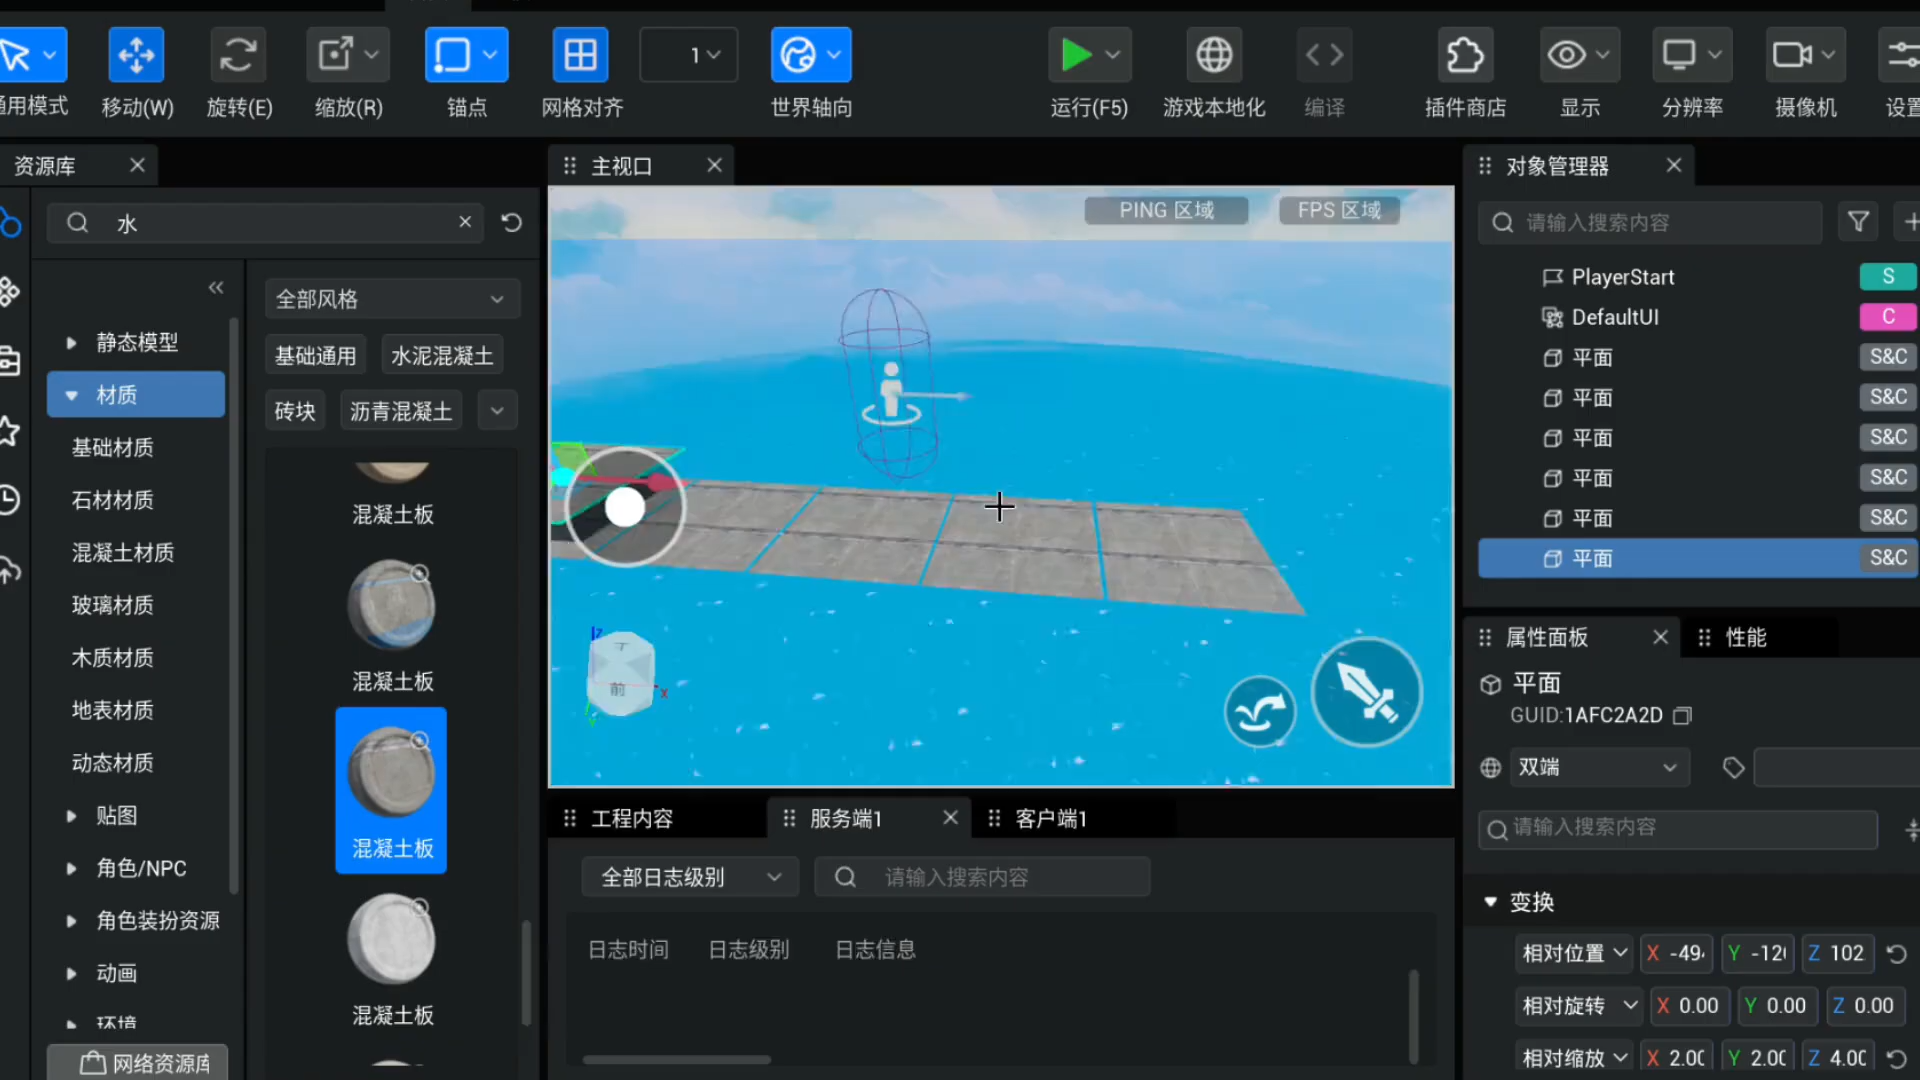 用模式
移动(W)
旋转(E)
缩放(R)
锚点
网格对齐
1
世界轴向
运行(F5)
游戏本地化
编译
插件商店
显示
分辨率
摄像机
设置
资源库
水
全部风格
基础通用
水泥混凝土
砖块
沥青混凝土
静态模型
材质
基础材质
石材材质
混凝土材质
玻璃材质
木质材质
地表材质
动态材质
贴图
角色/NPC
角色装扮资源
动画
环境
网络资源库
混凝土板
混凝土板
混凝土板
混凝土板
主视口
PING 区域
FPS 区域
Z
前
X
Y
工程内容
服务端1
客户端1
全部日志级别
请输入搜索内容
日志时间
日志级别
日志信息
对象管理器
请输入搜索内容
PlayerStart S
DefaultUI C
平面 S&C
平面 S&C
平面 S&C
平面 S&C
平面 S&C
平面 S&C
属性面板
性能
平面
GUID:1AFC2A2D
双端
请输入搜索内容
变换
相对位置 X -494 Y -120 Z 102
相对旋转 X 0.00 Y 0.00 Z 0.00
相对缩放 X 2.00 Y 2.00 Z 4.00